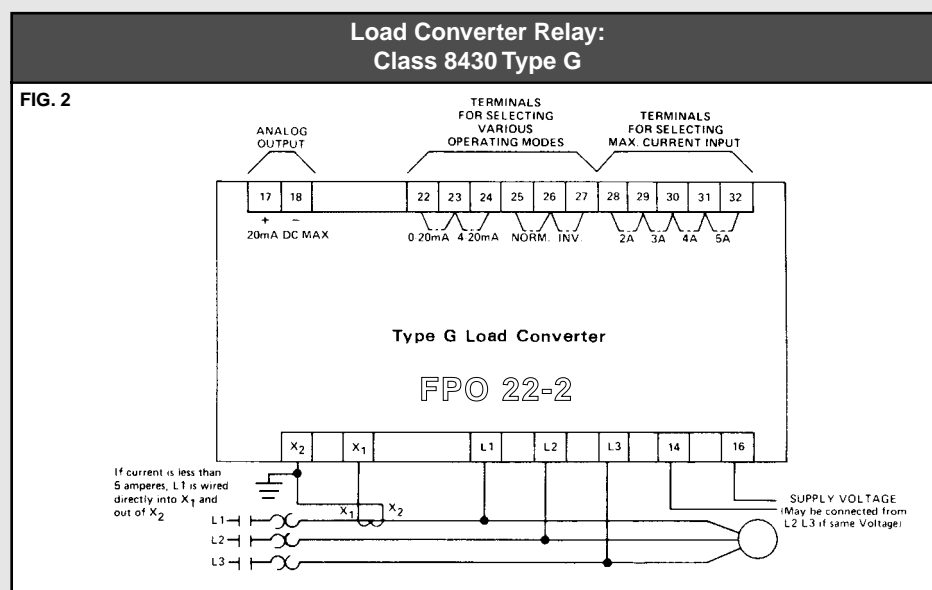 Load Converter Relay:
Class 8430 Type G
FIG. 2
ANALOG
OUTPUT
TERMINALS
FOR SELECTING
VARIOUS
OPERATING MODES
TERMINALS
FOR SELECTING
MAX. CURRENT INPUT
17 18 22 23 24 25 26 27 28 29 30 31 32
+ −
20mA DC MAX 0-20mA 4-20mA NORM. INV. 2A 3A 4A 5A
Type G Load Converter
FPO 22-2
X2 X1 L1 L2 L3 14 16
If current is less than
5 amperes, L1 is wired
directly into X1 and
out of X2
X1 X2
SUPPLY VOLTAGE
(May be connected from
L2 L3 if same Voltage)
L1
L2
L3